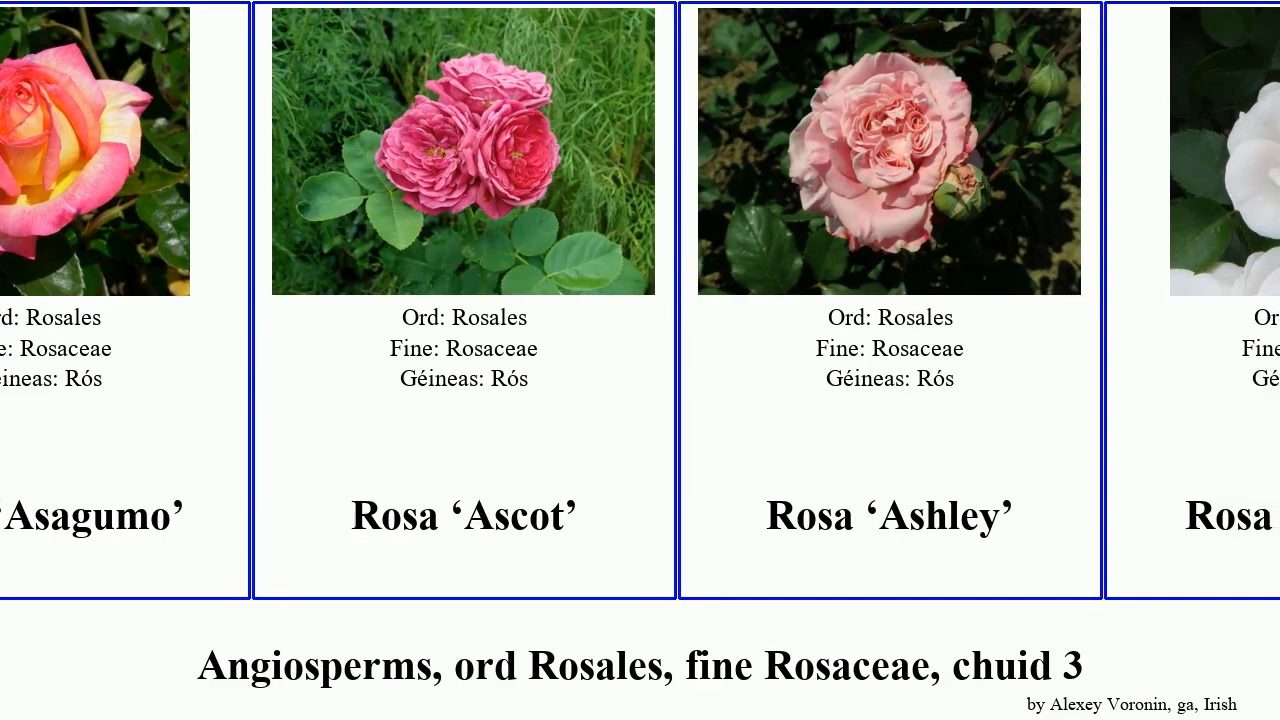 rd: Rosales
e: Rosaceae
éineas: Rós
‘Asagumo’
Ord: Rosales
Fine: Rosaceae
Géineas: Rós
Rosa ‘Ascot’
Ord: Rosales
Fine: Rosaceae
Géineas: Rós
Rosa ‘Ashley’
Or
Fine
Gé
Rosa
Angiosperms, ord Rosales, fine Rosaceae, chuid 3
by Alexey Voronin, ga, Irish